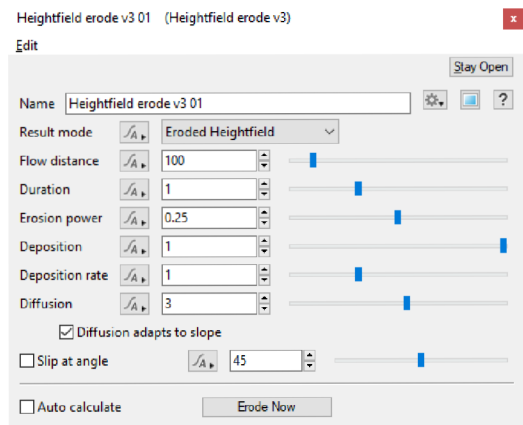 Heightfield erode v3 01 (Heightfield erode v3) x
Edit
Stay Open
Name Heightfield erode v3 01 ?
Result mode A Eroded Heightfield
Flow distance A 100
Duration A 1
Erosion power A 0.25
Deposition A 1
Deposition rate A 1
Diffusion A 3
Diffusion adapts to slope
Slip at angle A 45
Auto calculate Erode Now